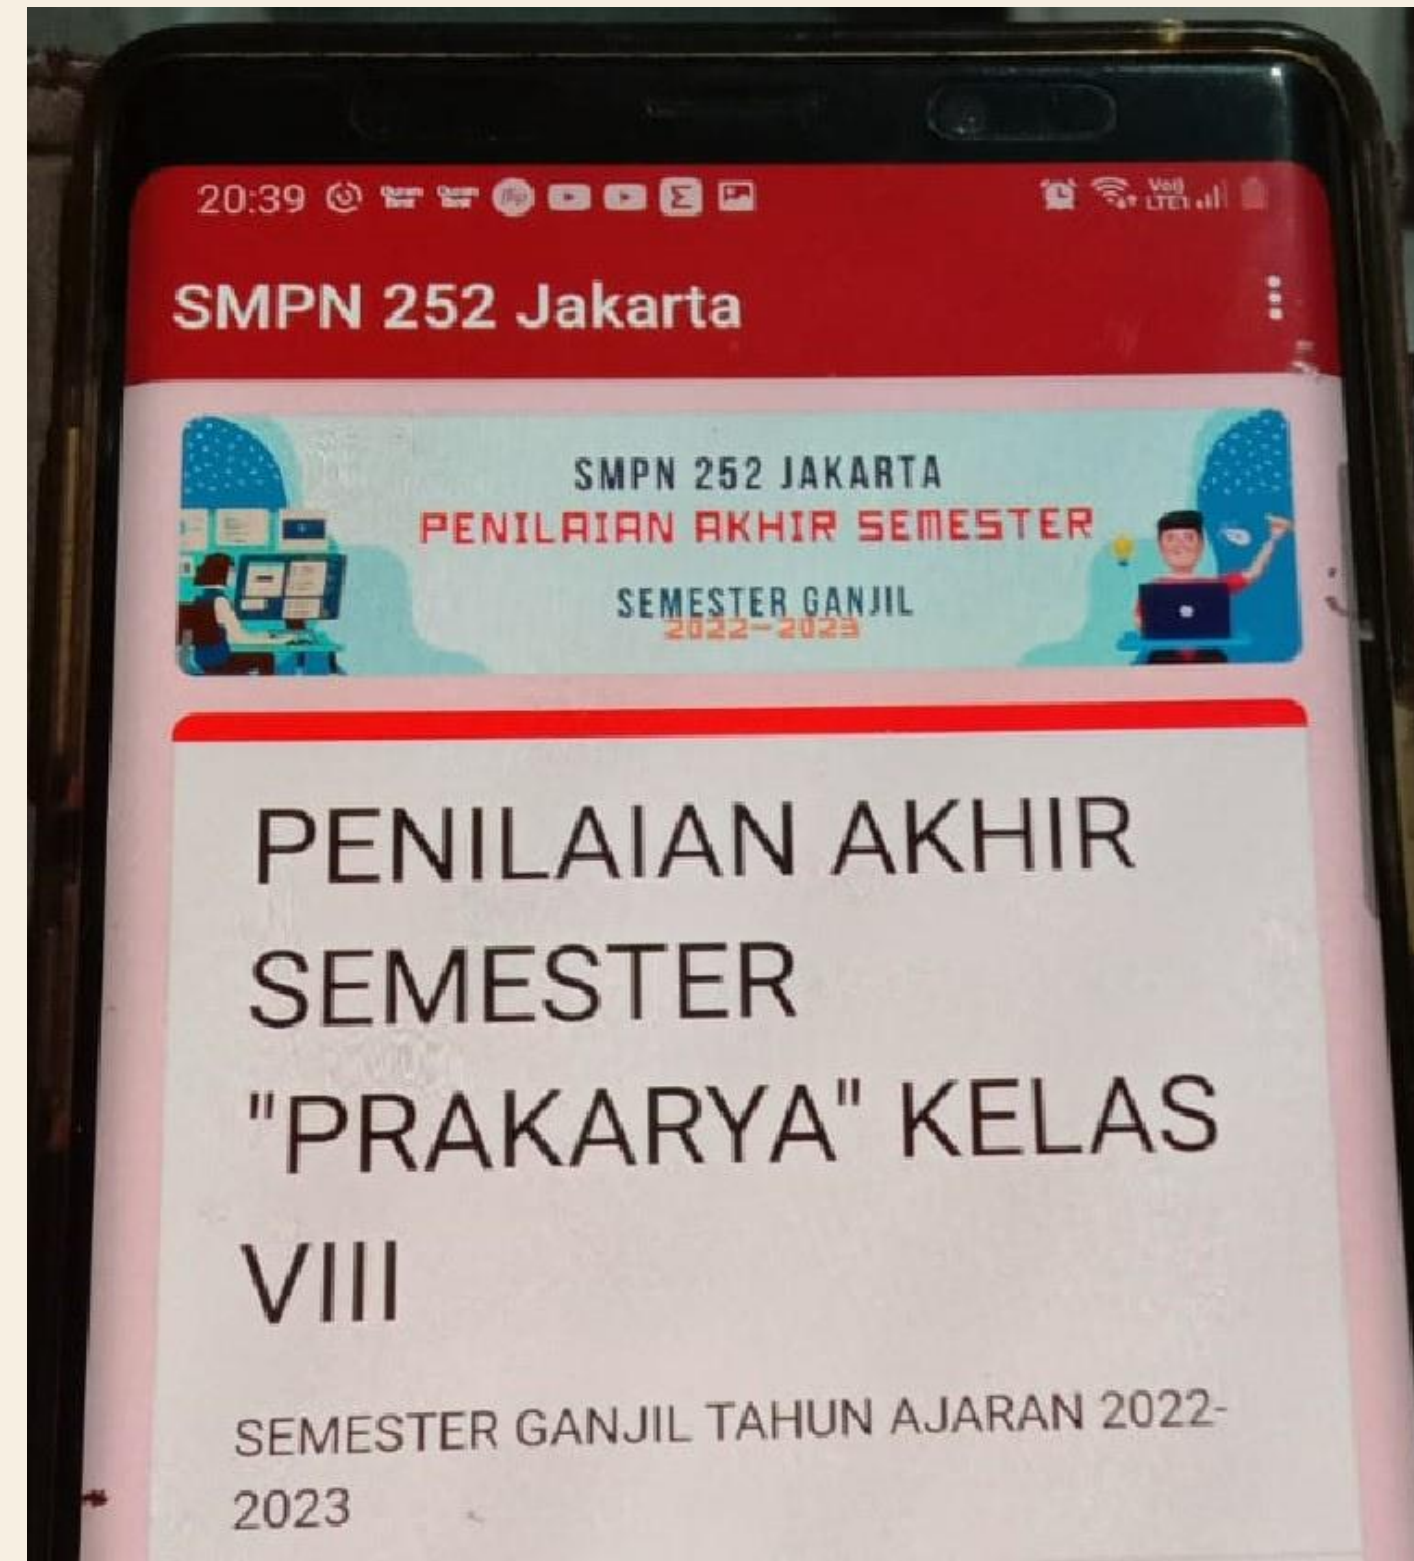 20:39
SMPN 252 Jakarta
SMPN 252 JAKARTA
PENILAIAN AKHIR SEMESTER
SEMESTER GANJIL
2022-2023
PENILAIAN AKHIR
SEMESTER
"PRAKARYA" KELAS
VIII
SEMESTER GANJIL TAHUN AJARAN 2022-
2023